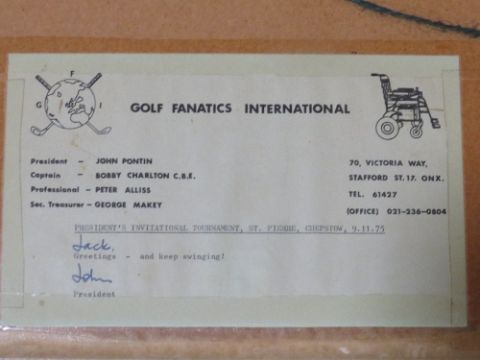 F
G I
GOLF FANATICS INTERNATIONAL
President - JOHN PONTIN
Captain - BOBBY CHARLTON C.B.E.
Professional - PETER ALLISS
Sec. Treasurer - GEORGE MAKEY
70, VICTORIA WAY,
STAFFORD ST.17. ONX.
TEL. 61427
(OFFICE) 021-236-0804
PRESIDENT'S INVITATIONAL TOURNAMENT, ST. PIERRE, CHEPSTOW, 9.11.75
Jack,
Greetings - and keep swinging!
John
President